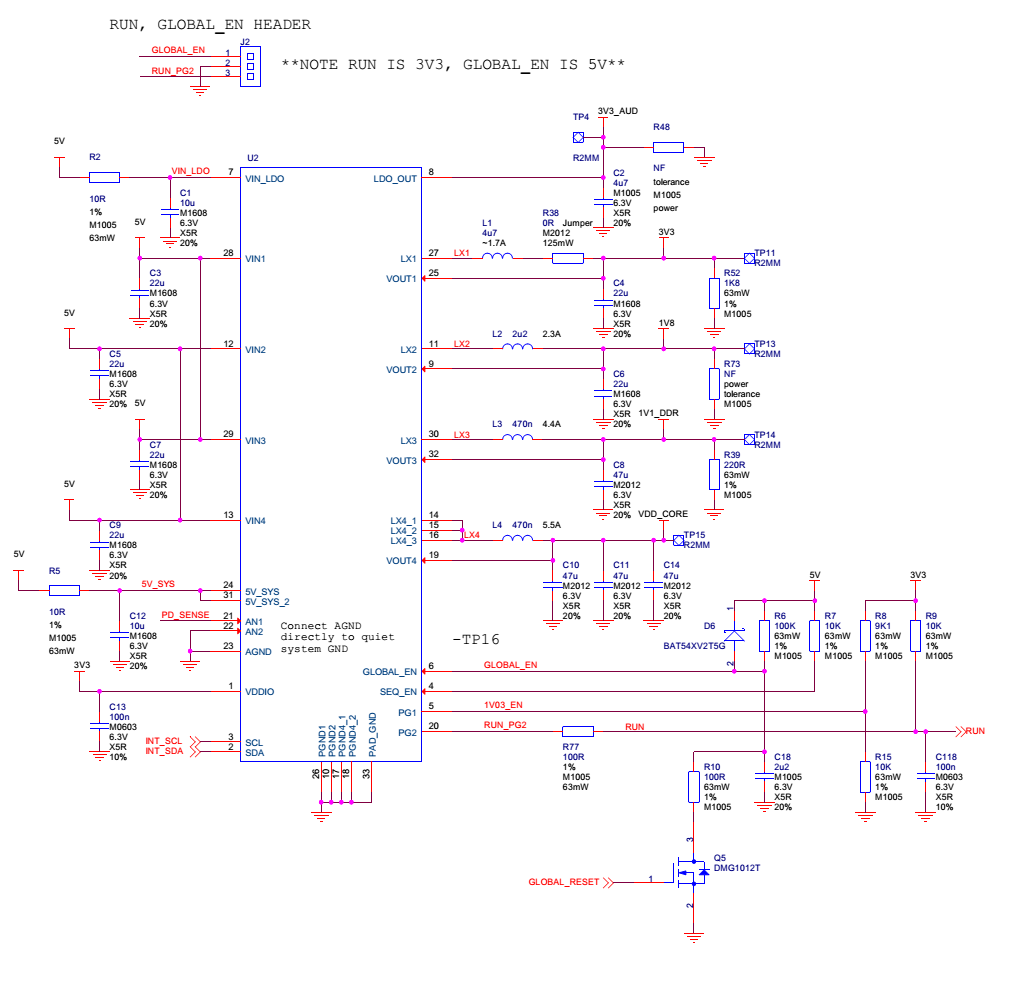 RUN, GLOBAL_EN HEADER
J2
GLOBAL_EN
1
2
RUN_PG2
3
**NOTE RUN IS 3V3, GLOBAL_EN IS 5V**
3V3_AUD
TP4
R2MM
R48
NF
tolerance
M1005
power
5V
R2
10R
1%
M1005
63mW
VIN_LDO
7
C1
10u
M1608
6.3V
X5R
20%
U2
VIN_LDO
LDO_OUT
8
C2
4u7
M1005
6.3V
X5R
20%
5V
28
VIN1
C3
22u
M1608
6.3V
X5R
20%
LX1
27
LX1
L1
4u7
~1.7A
R38
0R
Jumper
M2012
125mW
3V3
TP11
R2MM
VOUT1
25
C4
22u
M1608
6.3V
X5R
20%
R52
1K8
63mW
1%
M1005
5V
12
VIN2
C5
22u
M1608
6.3V
X5R
20%
LX2
11
LX2
L2
2u2
2.3A
1V8
TP13
R2MM
VOUT2
9
C6
22u
M1608
6.3V
X5R
20%
R73
NF
power
tolerance
M1005
5V
29
VIN3
C7
22u
M1608
6.3V
X5R
20%
LX3
30
LX3
L3
470n
4.4A
1V1_DDR
TP14
R2MM
VOUT3
32
C8
47u
M2012
6.3V
X5R
20%
R39
220R
63mW
1%
M1005
5V
13
VIN4
C9
22u
M1608
6.3V
X5R
20%
LX4_1
14
LX4_2
15
LX4_3
16
LX4
L4
470n
5.5A
VDD_CORE
TP15
R2MM
VOUT4
19
C10
47u
M2012
6.3V
X5R
20%
C11
47u
M2012
6.3V
X5R
20%
C14
47u
M2012
6.3V
X5R
20%
5V
R5
10R
1%
M1005
63mW
5V_SYS
24
5V_SYS
31
5V_SYS_2
C12
10u
M1608
6.3V
X5R
20%
PD_SENSE
21
AN1
22
AN2
23
AGND
Connect AGND
directly to quiet
system GND
-TP16
3V3
1
VDDIO
C13
100n
M0603
6.3V
X5R
10%
INT_SCL
3
SCL
INT_SDA
2
SDA
PGND1
PGND2
PGND4_1
PGND4_2
PAD_GND
26
10
17
18
33
GLOBAL_EN
6
GLOBAL_EN
SEQ_EN
4
PG1
5
1V03_EN
PG2
20
RUN_PG2
R77
100R
1%
M1005
63mW
RUN
RUN
D6
BAT54XV2T5G
1
2
5V
R6
100K
63mW
1%
M1005
R7
10K
63mW
1%
M1005
3V3
R8
9K1
63mW
1%
M1005
R9
10K
63mW
1%
M1005
R10
100R
63mW
1%
M1005
C18
2u2
M1005
6.3V
X5R
20%
R15
10K
63mW
1%
M1005
C118
100n
M0603
6.3V
X5R
10%
GLOBAL_RESET
1
3
2
Q5
DMG1012T